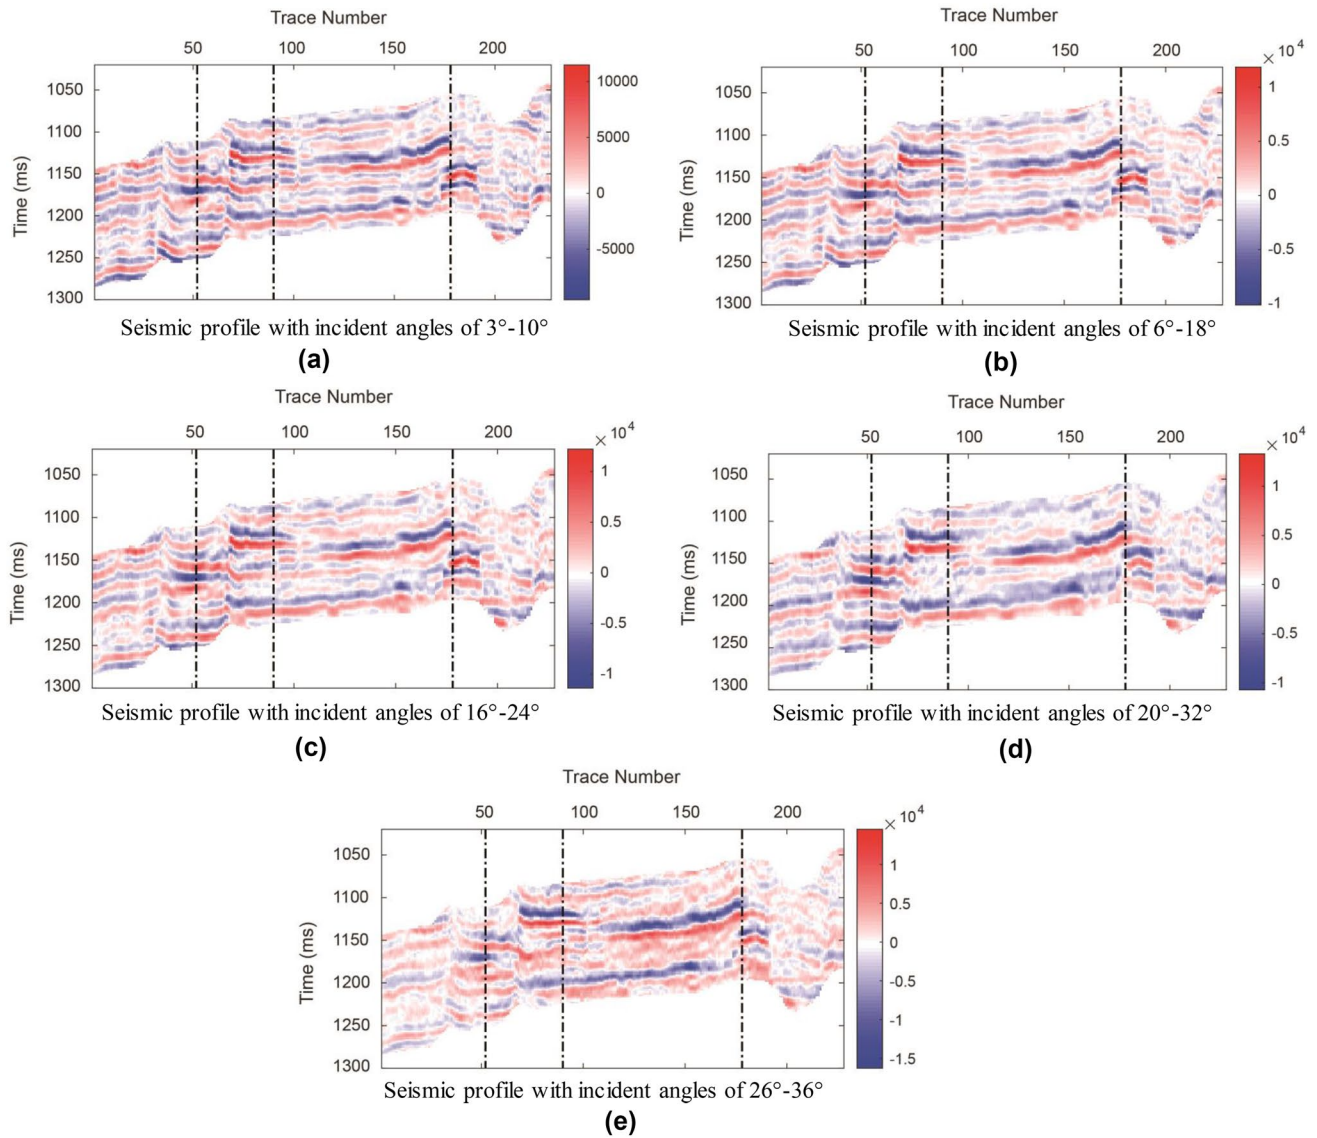 Trace Number
50 100 150 200
1050
1100
1150
1200
1250
1300
Time (ms)
10000
5000
0
-5000
Seismic profile with incident angles of 3°-10°
(a)
Trace Number
50 100 150 200
× 10⁴
1050
1100
1150
1200
1250
1300
Time (ms)
1
0.5
0
-0.5
-1
Seismic profile with incident angles of 6°-18°
(b)
Trace Number
50 100 150 200
× 10⁴
1050
1100
1150
1200
1250
1300
Time (ms)
1
0.5
0
-0.5
-1
Seismic profile with incident angles of 16°-24°
(c)
Trace Number
50 100 150 200
× 10⁴
1050
1100
1150
1200
1250
1300
Time (ms)
1
0.5
0
-0.5
-1
Seismic profile with incident angles of 20°-32°
(d)
Trace Number
50 100 150 200
× 10⁴
1050
1100
1150
1200
1250
1300
Time (ms)
1
0.5
0
-0.5
-1
-1.5
Seismic profile with incident angles of 26°-36°
(e)